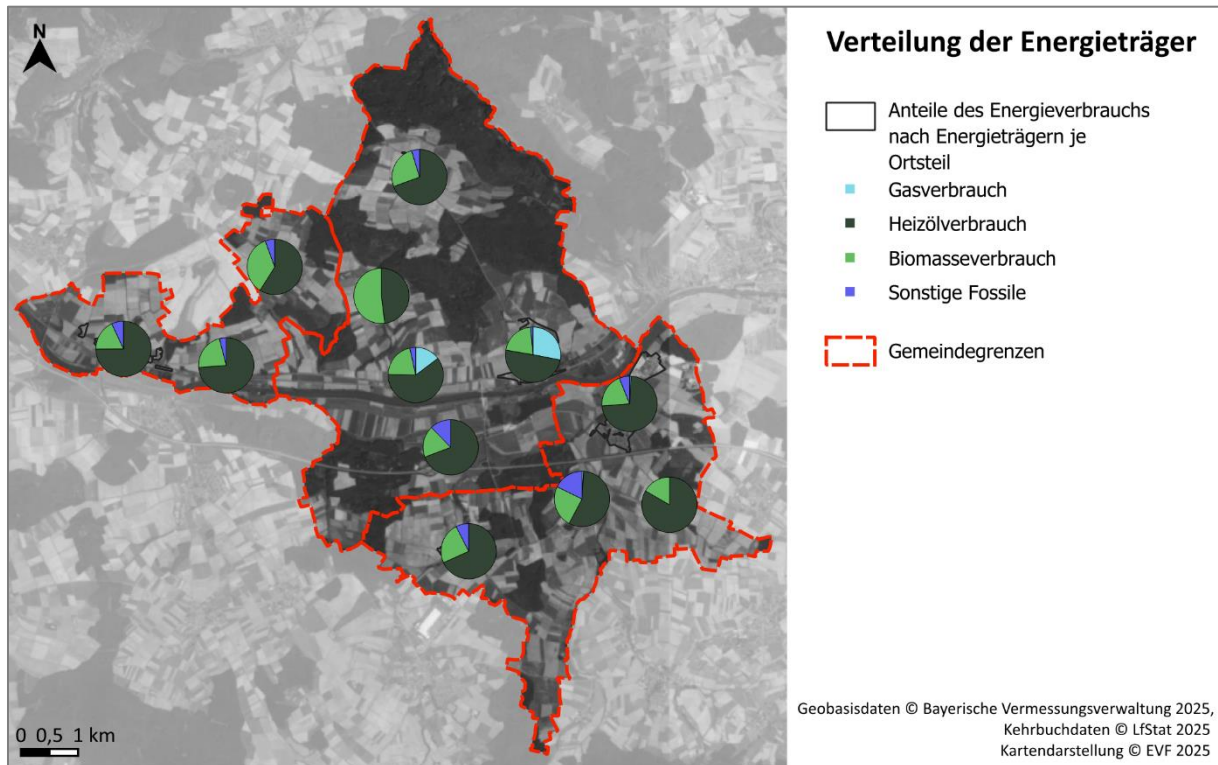 N
0 0,5 1 km
Verteilung der Energieträger
Anteile des Energieverbrauchs
nach Energieträgern je
Ortsteil
Gasverbrauch
Heizölverbrauch
Biomasseverbrauch
Sonstige Fossile
Gemeindegrenzen
Geobasisdaten © Bayerische Vermessungsverwaltung 2025,
Kehrbuchdaten © LfStat 2025
Kartendarstellung © EVF 2025